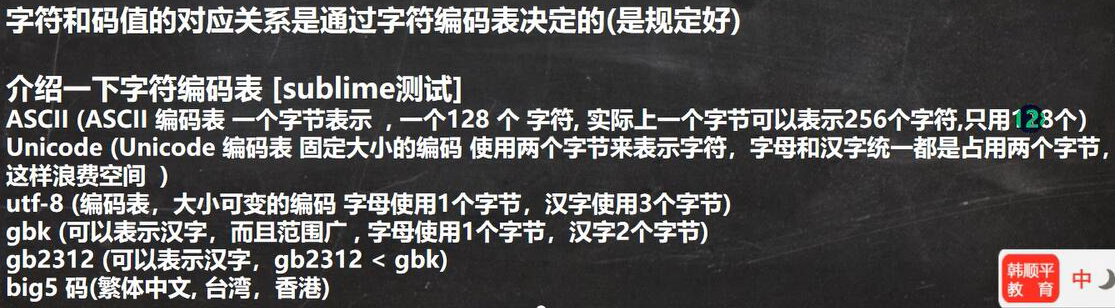 字符和码值的对应关系是通过字符编码表决定的(是规定好)
介绍一下字符编码表 [sublime测试]
ASCII (ASCII 编码表 一个字节表示 , 一个128 个 字符, 实际上一个字节可以表示256个字符,只用128个)
Unicode (Unicode 编码表 固定大小的编码 使用两个字节来表示字符，字母和汉字统一都是占用两个字节，
这样浪费空间 )
utf-8 (编码表，大小可变的编码 字母使用1个字节，汉字使用3个字节)
gbk (可以表示汉字，而且范围广 , 字母使用1个字节，汉字2个字节)
gb2312 (可以表示汉字，gb2312 < gbk)
big5 码(繁体中文, 台湾，香港)
韩顺平
教育
中